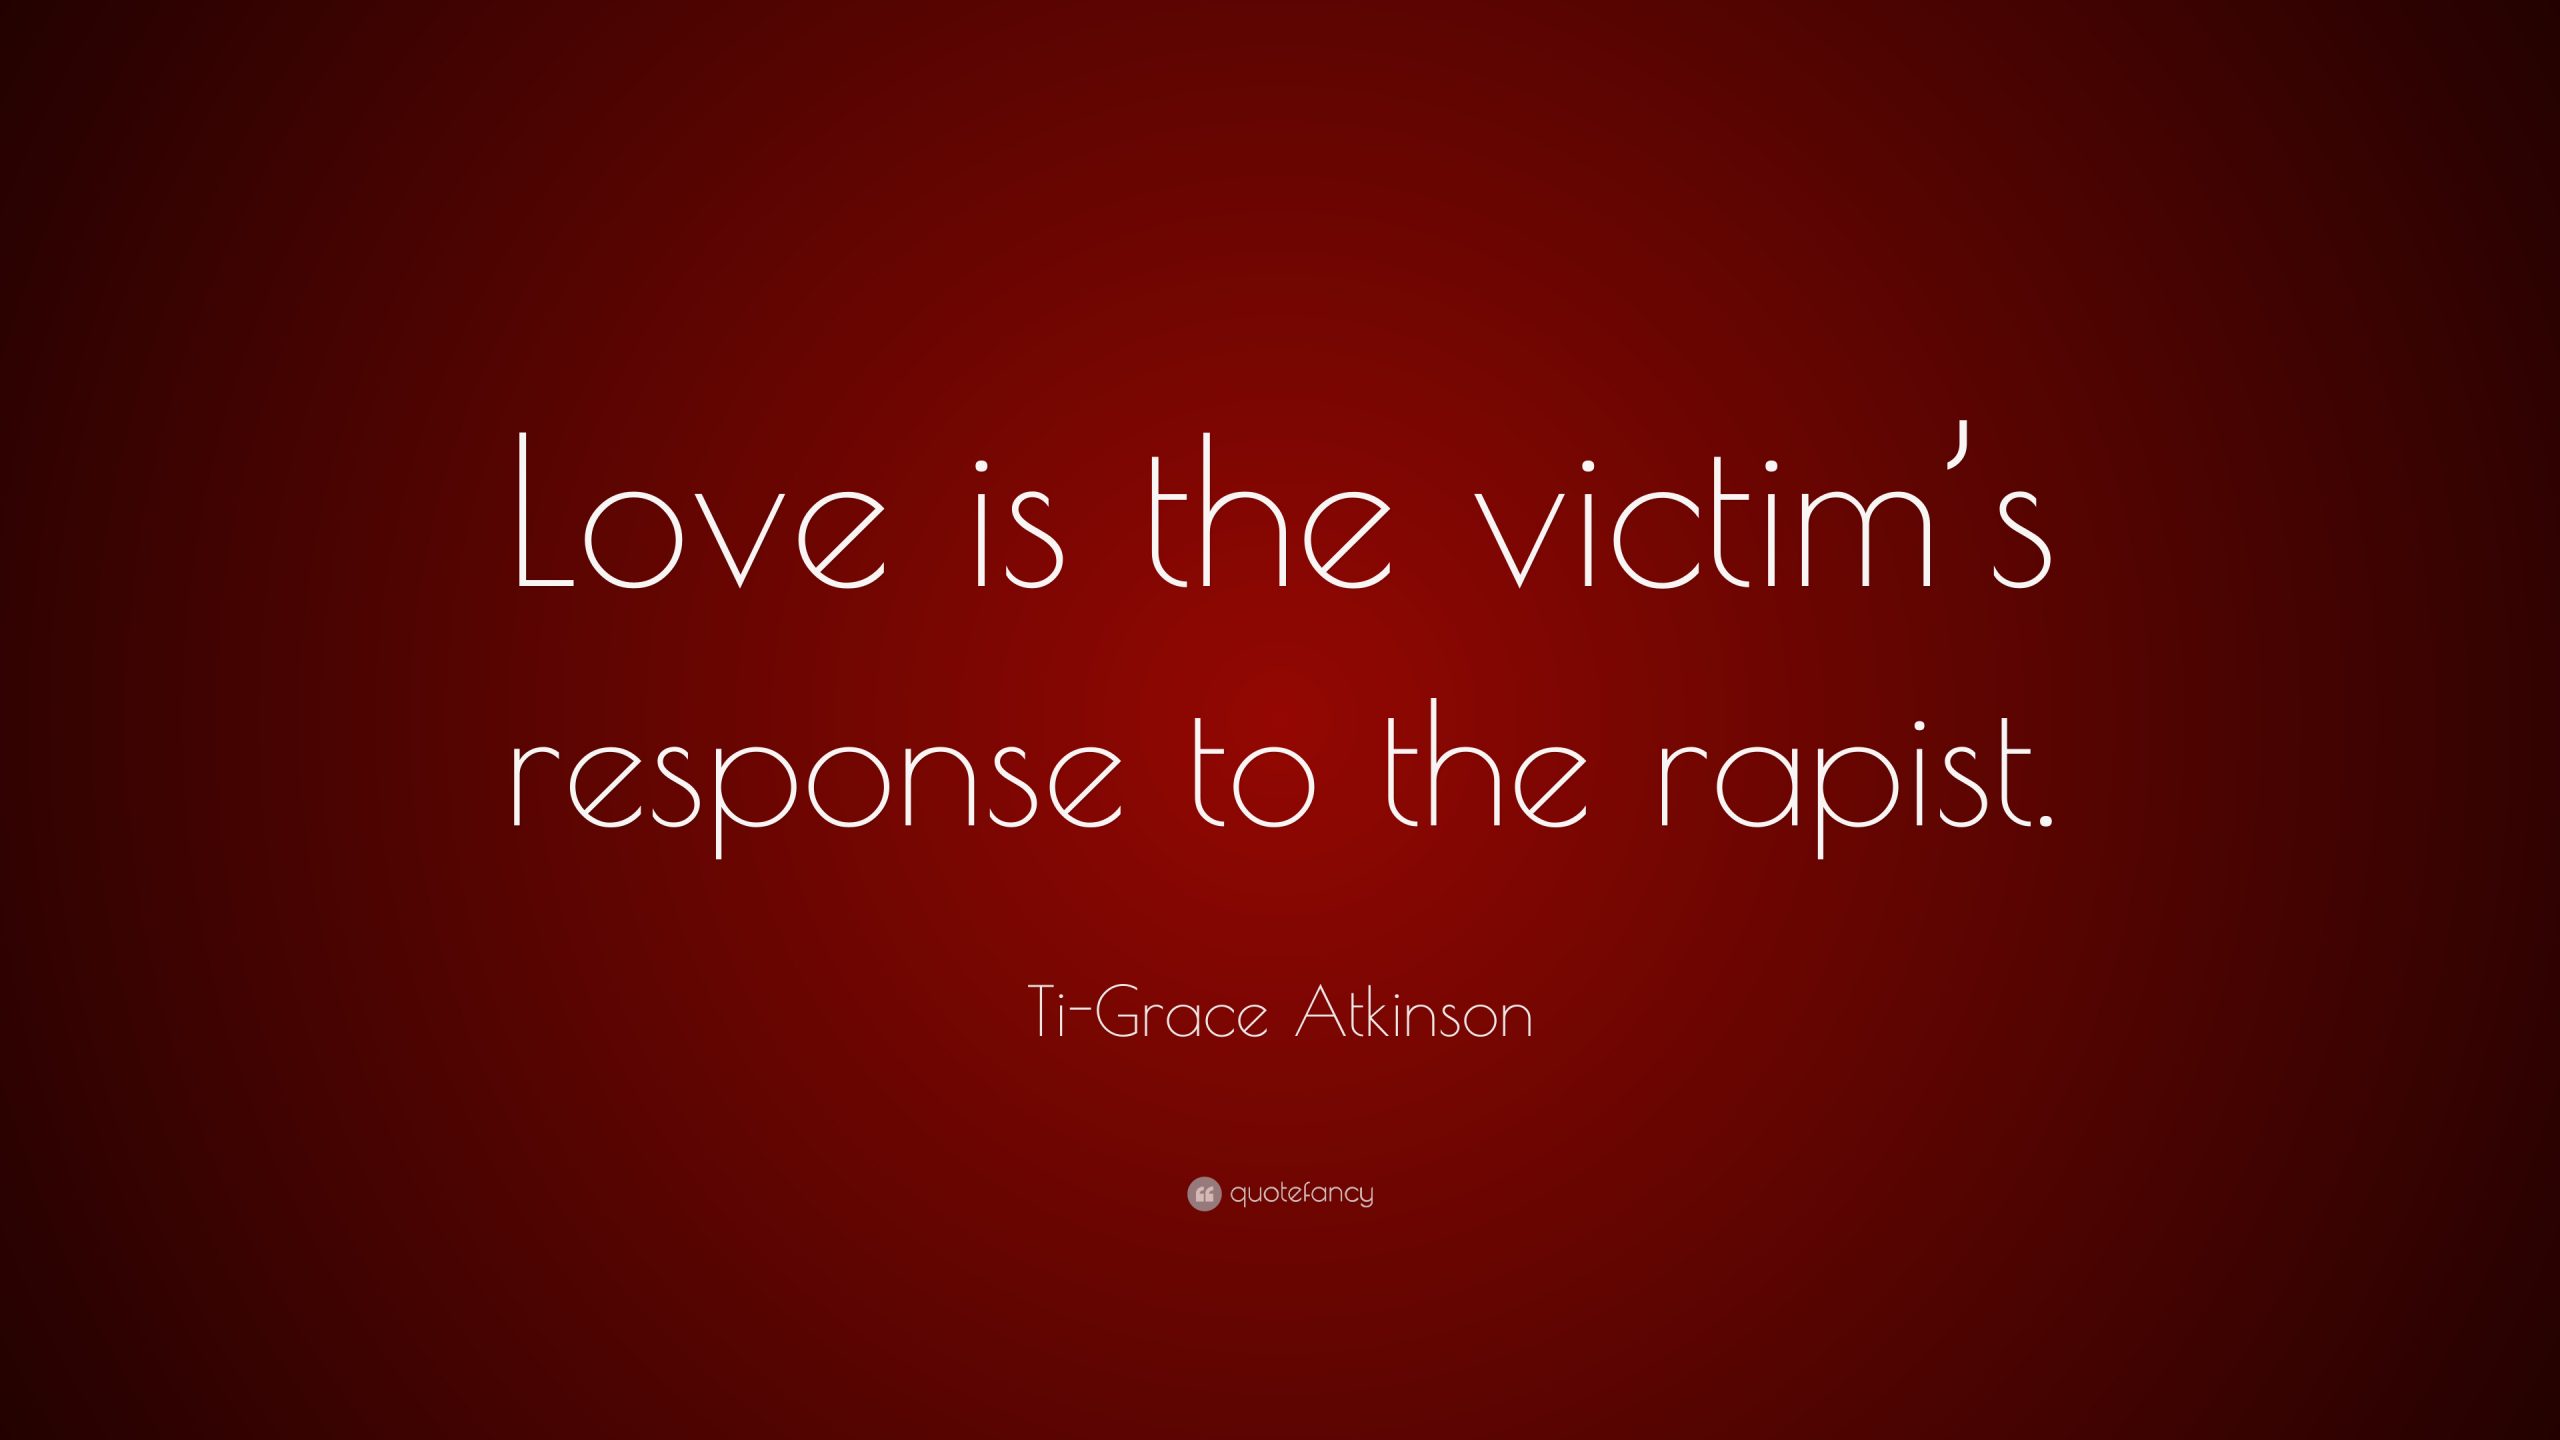 Love is the victim’s
response to the rapist.
Ti-Grace Atkinson
quotefancy